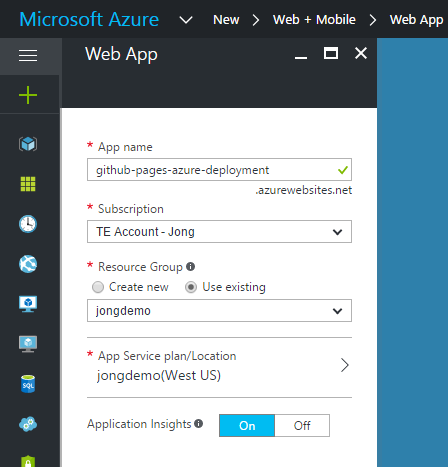 Microsoft Azure New Web + Mobile Web App
Web App
* App name
github-pages-azure-deployment
.azurewebsites.net
* Subscription
TE Account - Jong
* Resource Group
Create new Use existing
jongdemo
* App Service plan/Location
jongdemo(West US)
Application Insights On Off
SQL